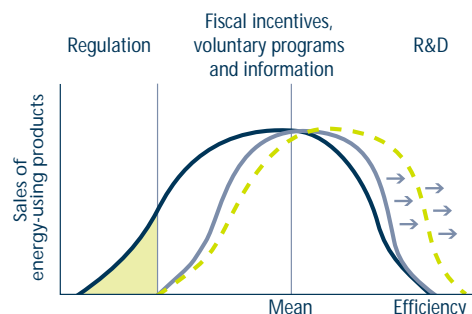 Regulation
Fiscal incentives,
voluntary programs
and information
R&D
Sales of
energy-using products
Mean
Efficiency